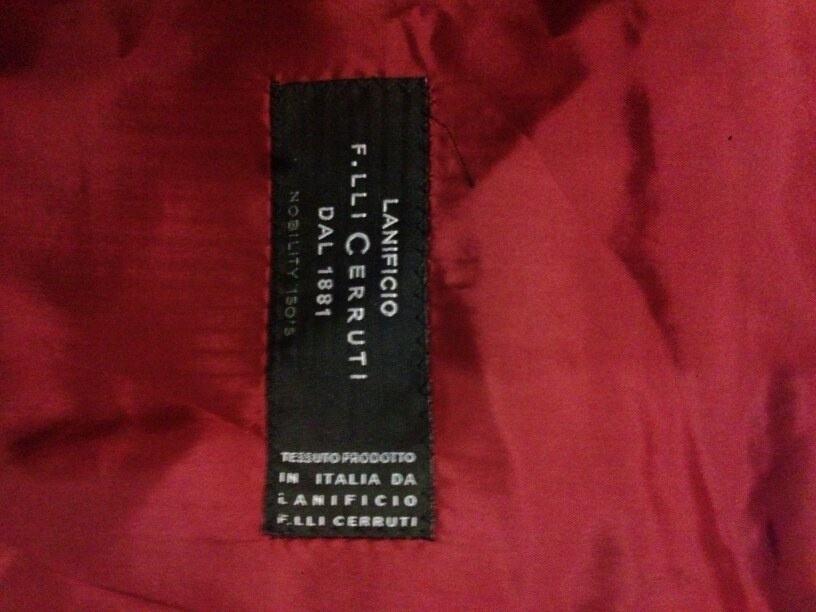 LANIFICIO
F.LLI CERRUTI
DAL 1881
NOBILITY 150's
TESSUTO PRODOTTO
IN ITALIA DA
LANIFICIO
F.LLI CERRUTI